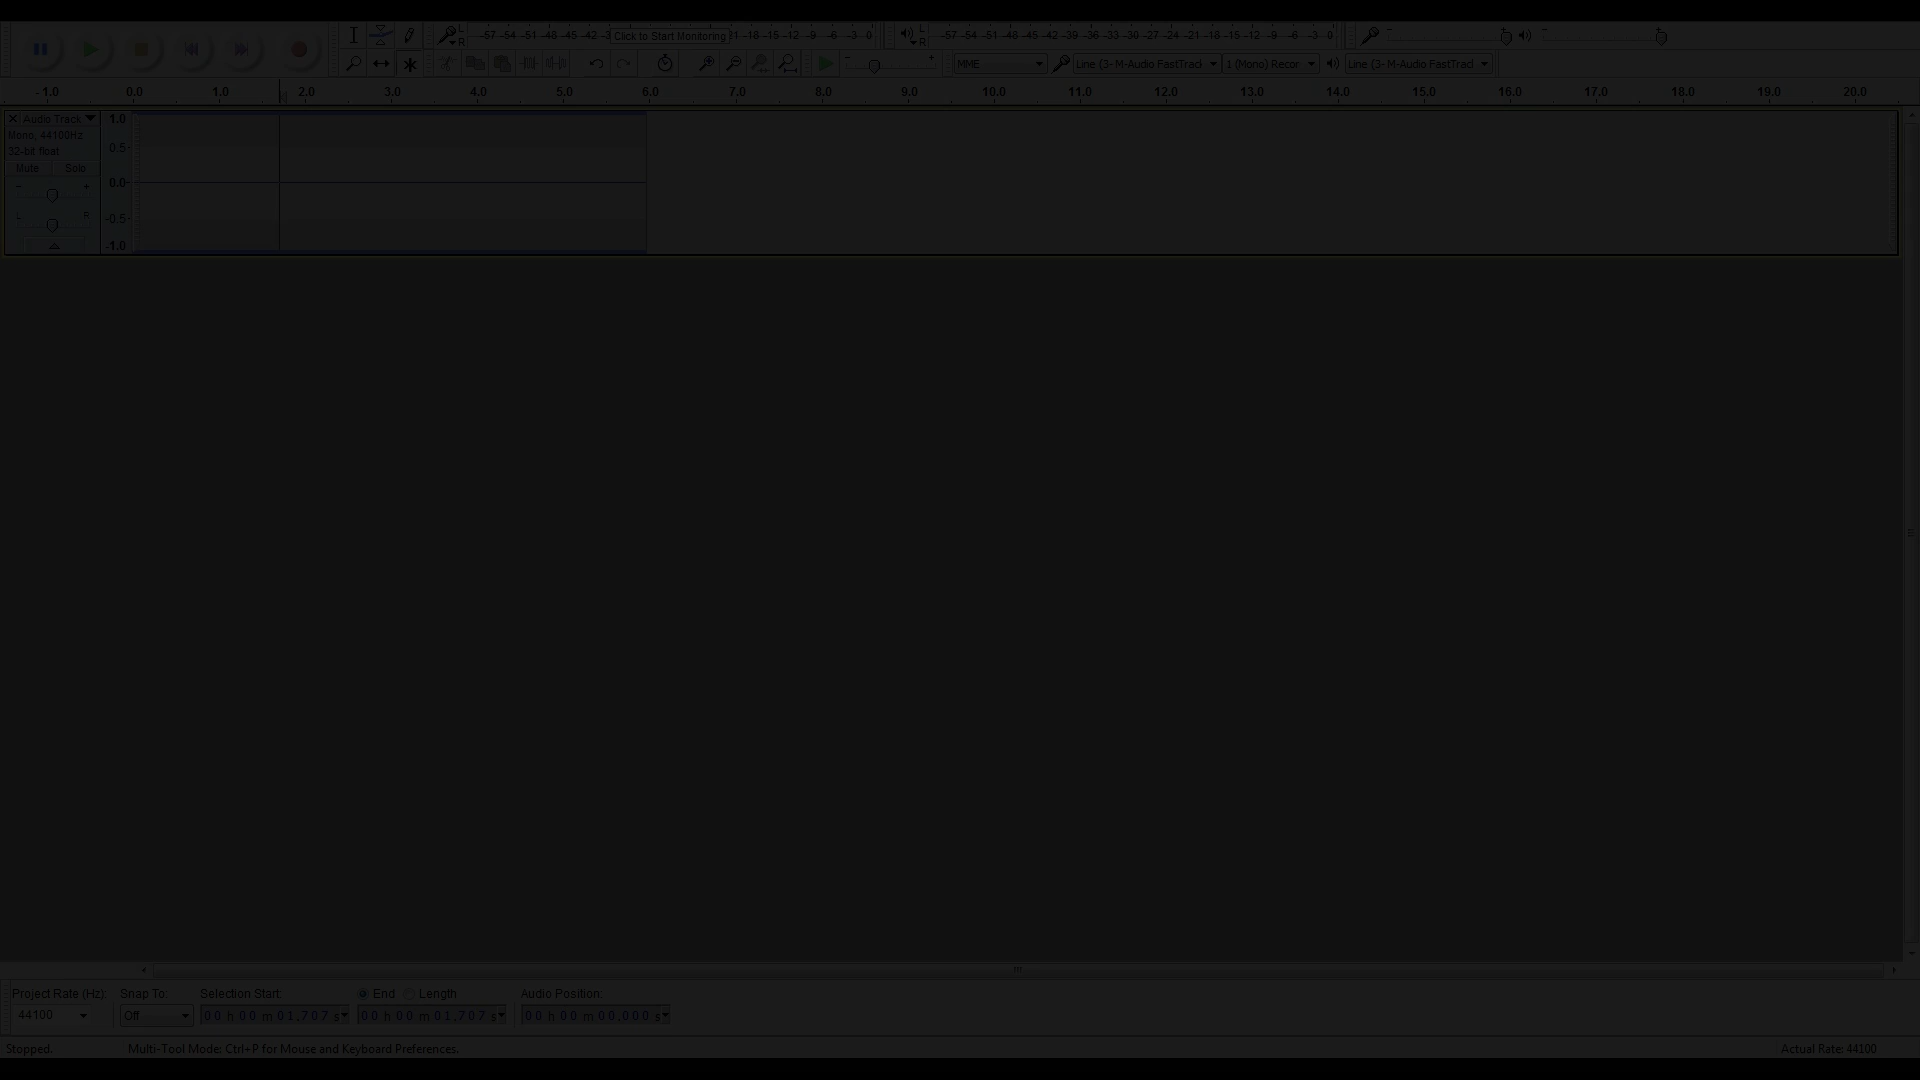 L
R
-57 -54 -51 -48 -45 -42 -3 Click to Start Monitoring -18 -15 -12 -9 -6 -3 0
L
R
-57 -54 -51 -48 -45 -42 -39 -36 -33 -30 -27 -24 -21 -18 -15 -12 -9 -6 -3 0
MME
Line (3- M-Audio FastTrack
1 (Mono) Recor
Line (3- M-Audio FastTrack
-1.0 0.0 1.0 2.0 3.0 4.0 5.0 6.0 7.0 8.0 9.0 10.0 11.0 12.0 13.0 14.0 15.0 16.0 17.0 18.0 19.0 20.0
Audio Track
Mono, 44100Hz
32-bit float
Mute Solo
L R
1.0
0.5
0.0
-0.5
-1.0
Project Rate (Hz): Snap To: Selection Start: End Length Audio Position:
44100 Off 00 h 00 m 01,707 s 00 h 00 m 01,707 s 00 h 00 m 00,000 s
Stopped. Multi-Tool Mode: Ctrl+P for Mouse and Keyboard Preferences. Actual Rate: 44100